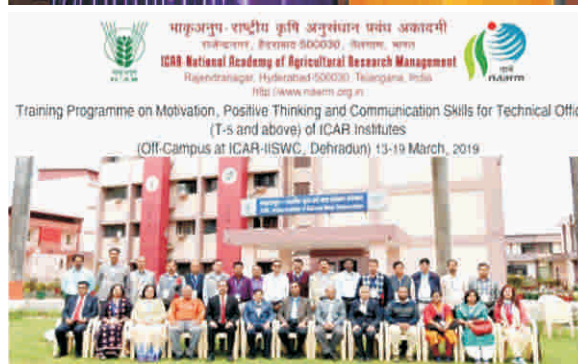 भाकृअनुप-राष्ट्रीय कृषि अनुसंधान प्रबंध अकादमी
राजेन्द्रनगर, हैदराबाद-500030, तेलंगाना, भारत
ICAR-National Academy of Agricultural Research Management
Rajendranagar, Hyderabad-500030, Telangana, India
http://www.naarm.org.in
भाकृअनुप
ICAR
naarm
Training Programme on Motivation, Positive Thinking and Communication Skills for Technical Offic
(T-5 and above) of ICAR Institutes
(Off-Campus at ICAR-IISWC, Dehradun) 13-19 March, 2019